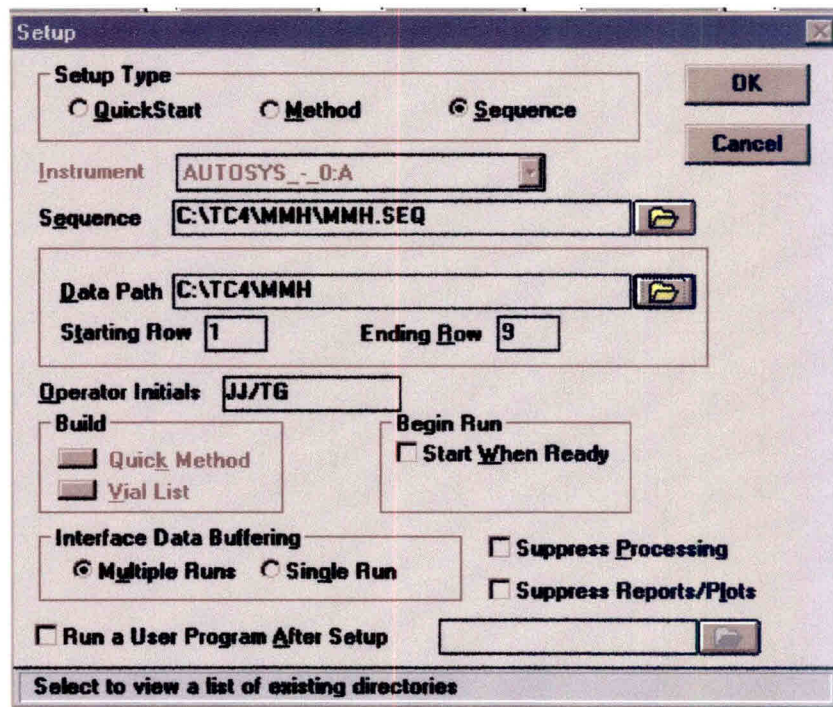 Setup
Setup Type
QuickStart Method Sequence
OK
Cancel
Instrument AUTOSYS_-_0:A
Sequence C:\TC4\MMH\MMH.SEQ
Data Path C:\TC4\MMH
Starting Row 1 Ending Row 9
Operator Initials JJ/TG
Build
Quick Method
Vial List
Begin Run
Start When Ready
Interface Data Buffering
Multiple Runs Single Run
Suppress Processing
Suppress Reports/Plots
Run a User Program After Setup
Select to view a list of existing directories